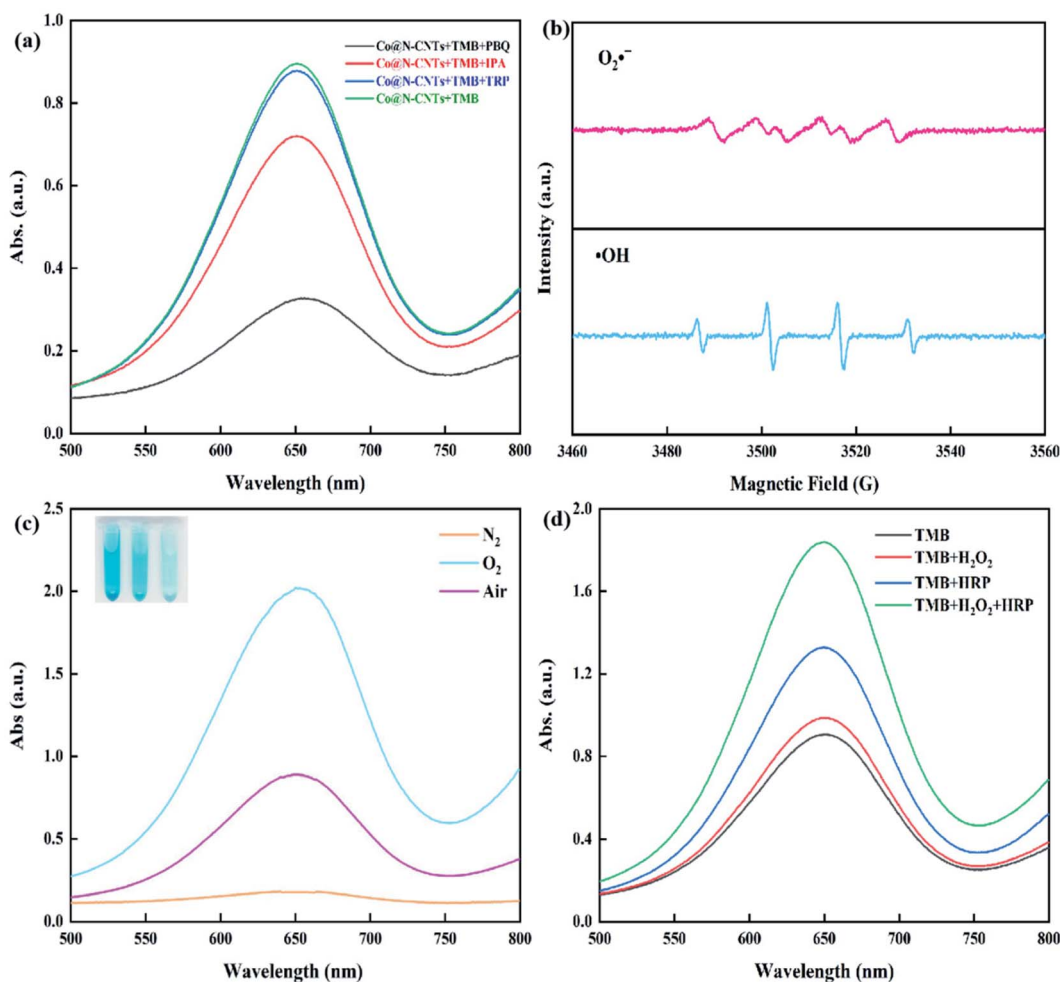 (a)
1.0
0.8
0.6
0.4
0.2
0.0
Abs. (a.u.)
Co@N-CNTs+TMB+PBQ
Co@N-CNTs+TMB+IPA
Co@N-CNTs+TMB+TRP
Co@N-CNTs+TMB
500 550 600 650 700 750 800
Wavelength (nm)
(b)
O₂•⁻
•OH
Intensity (a.u.)
3460 3480 3500 3520 3540 3560
Magnetic Field (G)
(c)
2.5
2.0
1.5
1.0
0.5
0.0
Abs (a.u.)
N₂
O₂
Air
500 550 600 650 700 750 800
Wavelength (nm)
(d)
2.0
1.6
1.2
0.8
0.4
0.0
Abs. (a.u.)
TMB
TMB+H₂O₂
TMB+HRP
TMB+H₂O₂+HRP
500 550 600 650 700 750 800
Wavelength (nm)